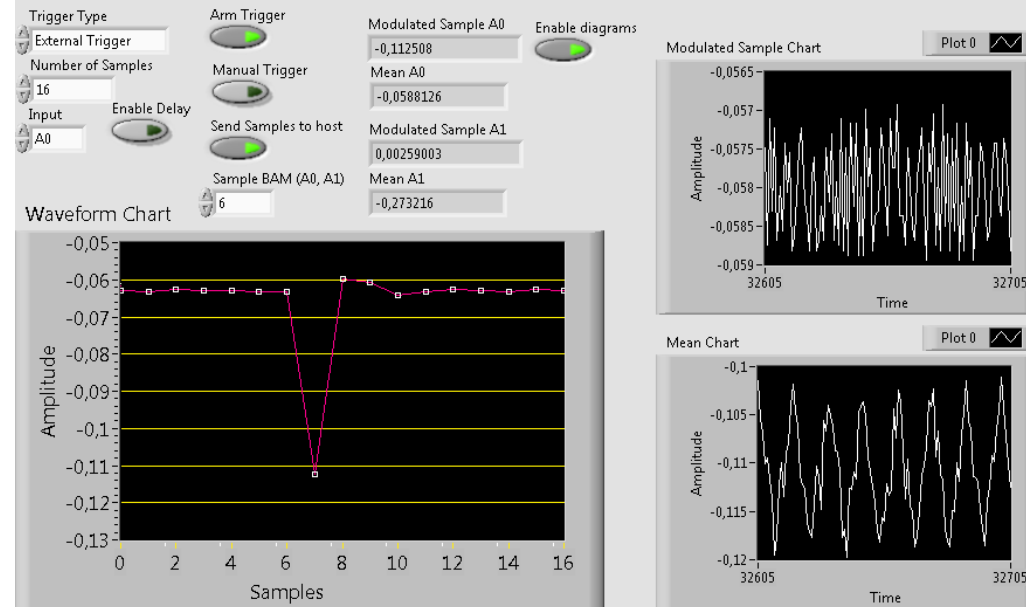 Trigger Type
External Trigger
Number of Samples
16
Input
A0
Enable Delay
Arm Trigger
Manual Trigger
Send Samples to host
Sample BAM (A0, A1)
6
Modulated Sample A0
-0,112508
Mean A0
-0,0588126
Modulated Sample A1
0,00259003
Mean A1
-0,273216
Enable diagrams
Waveform Chart
Amplitude
-0,05
-0,06
-0,07
-0,08
-0,09
-0,1
-0,11
-0,12
-0,13
0 2 4 6 8 10 12 14 16
Samples
Modulated Sample Chart
Plot 0
Amplitude
-0,0565
-0,057
-0,0575
-0,058
-0,0585
-0,059
32605 32705
Time
Mean Chart
Plot 0
Amplitude
-0,1
-0,105
-0,11
-0,115
-0,12
32605 32705
Time